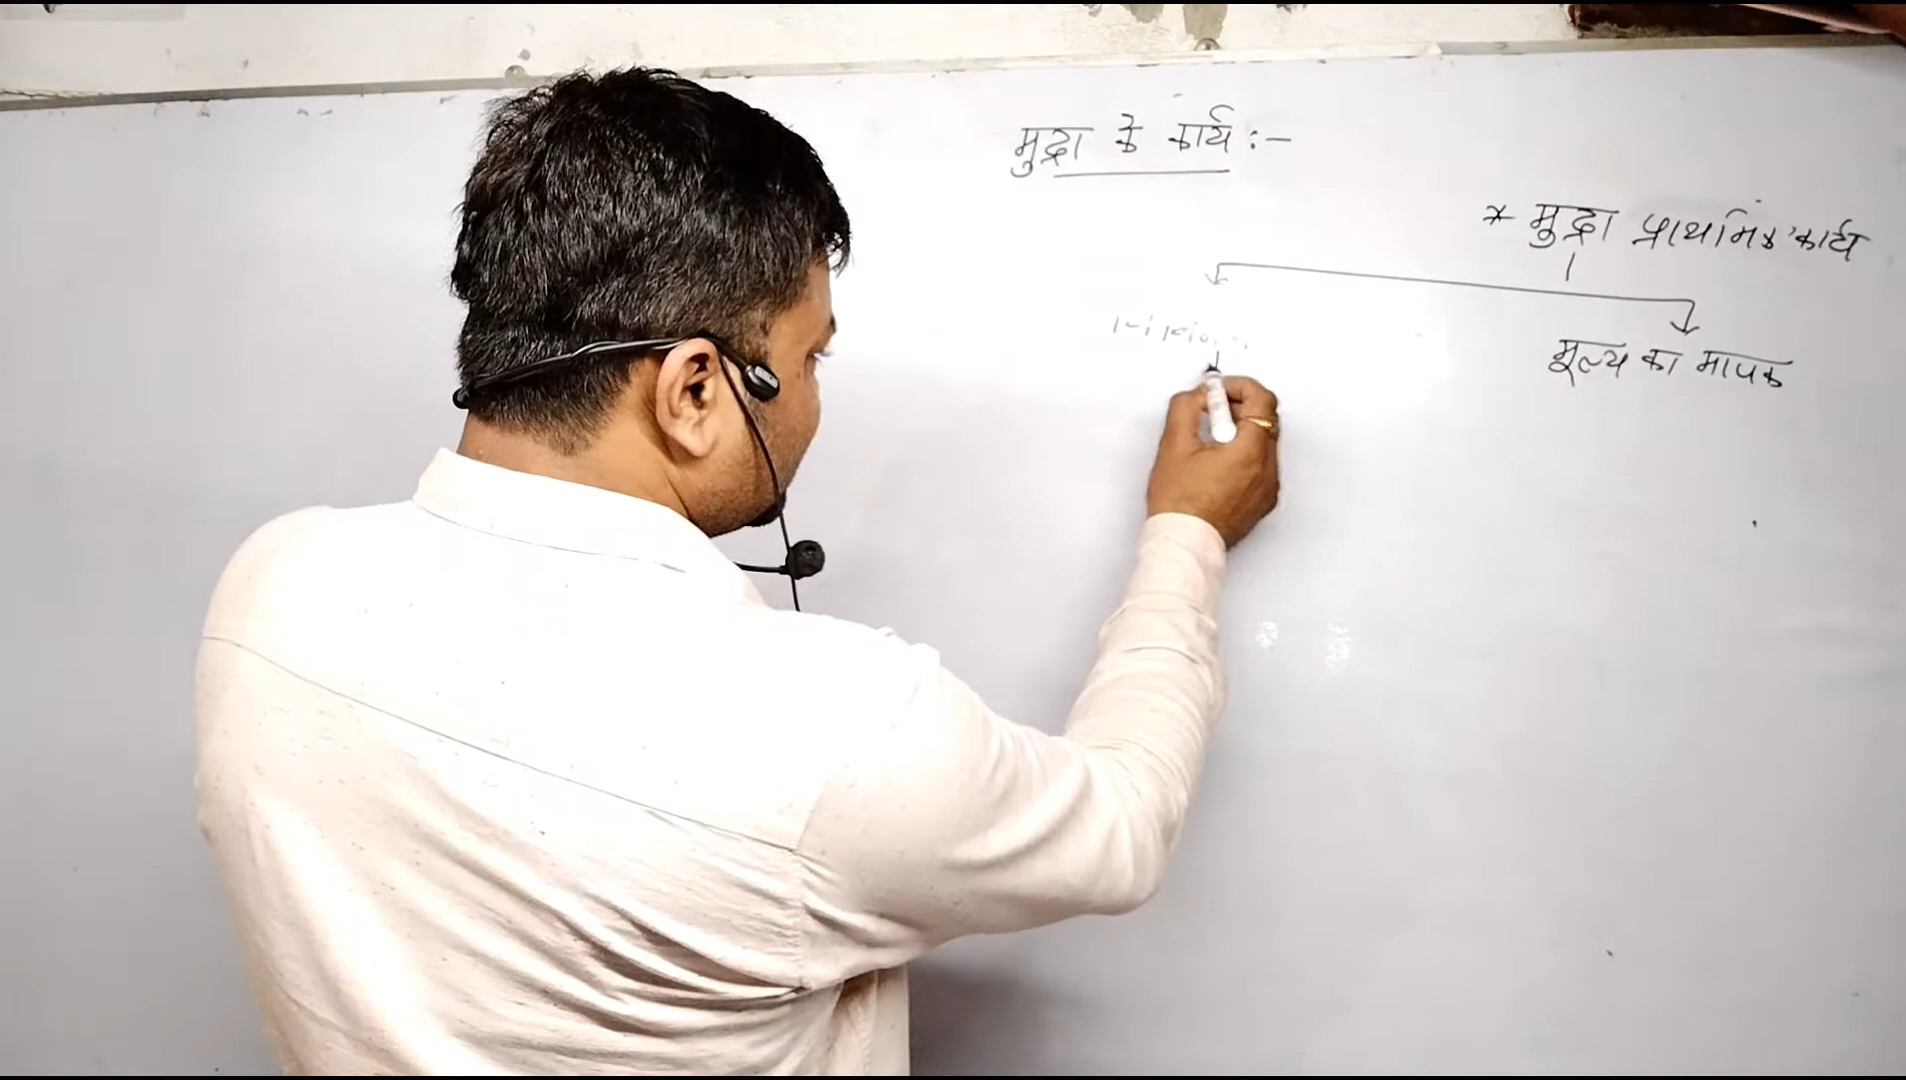 मुद्रा के कार्य :-
* मुद्रा प्राथमिक कार्य
मूल्य का मापक